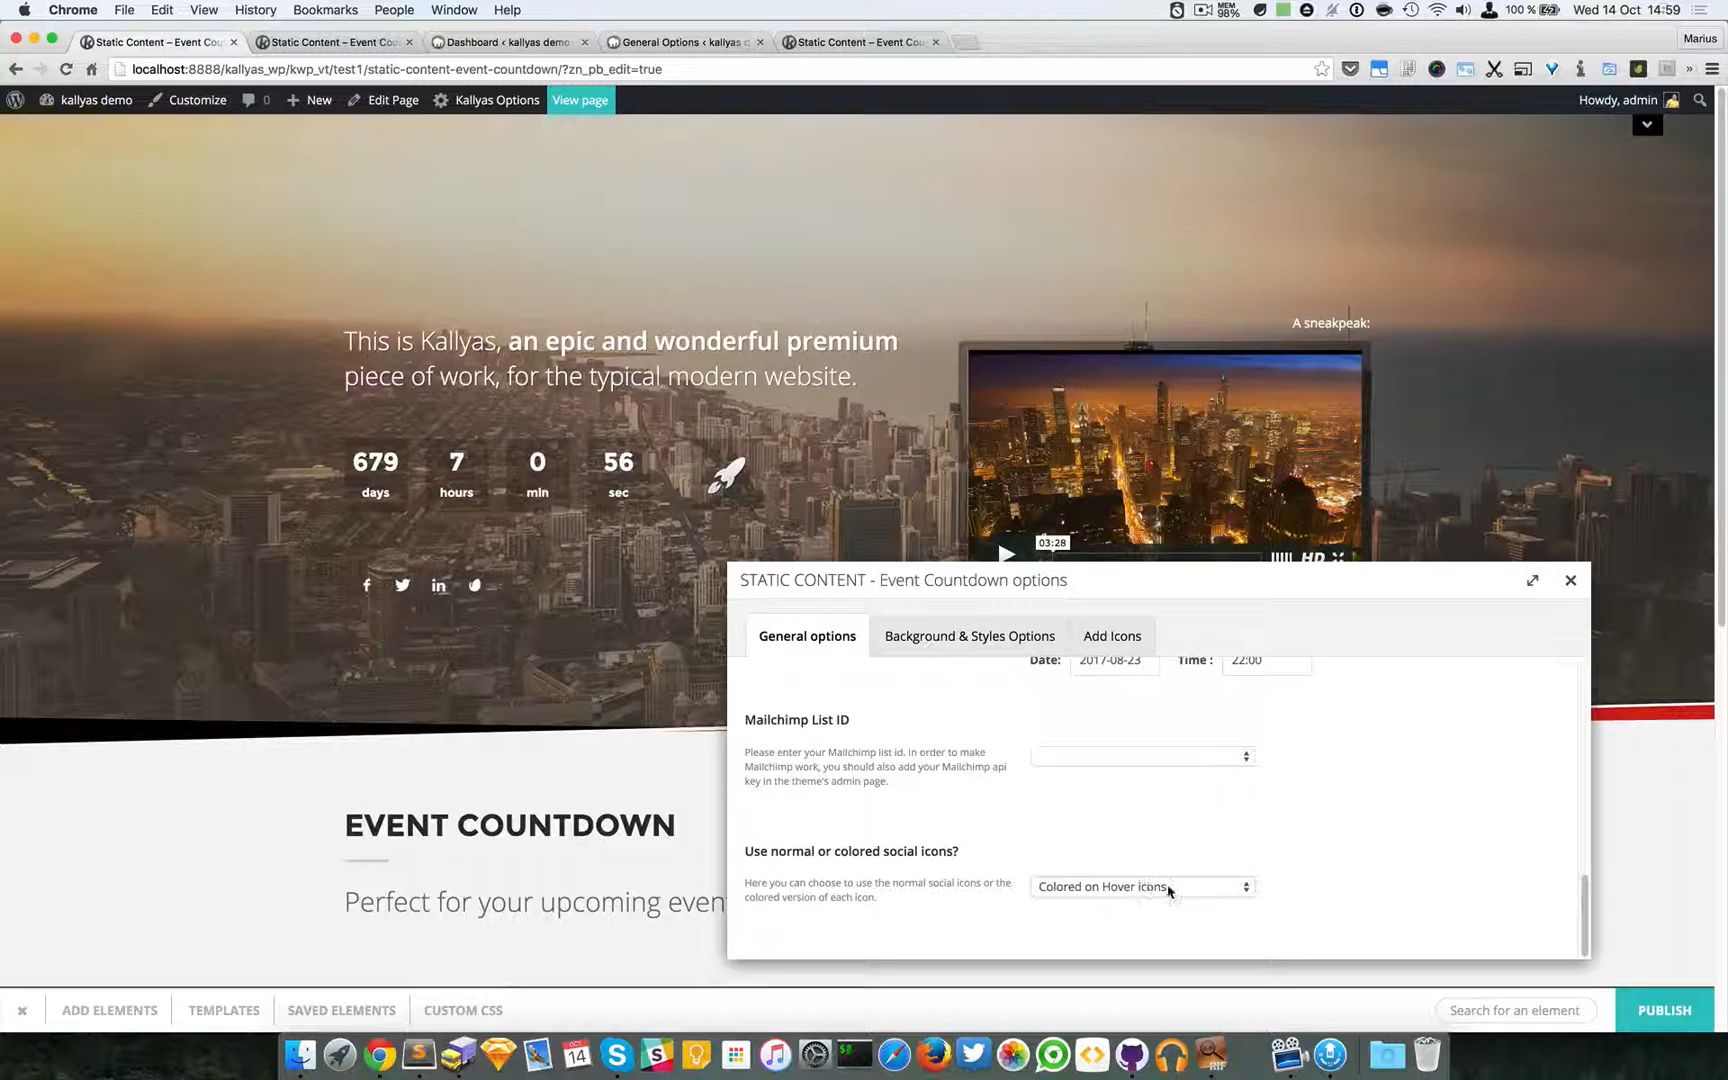 Chrome File Edit View History Bookmarks People Window Help MEM 98% 100 % Wed 14 Oct 14:59
Static Content – Event Cou Static Content – Event Cou Dashboard ‹ kallyas demo General Options ‹ kallyas Static Content – Event Cou Marius
localhost:8888/kallyas_wp/kwp_vt/test1/static-content-event-countdown/?zn_pb_edit=true
kallyas demo Customize 0 New Edit Page Kallyas Options View page Howdy, admin
A sneakpeak:
This is Kallyas, an epic and wonderful premium
piece of work, for the typical modern website.
679 7 0 56
days hours min sec
03:28
HD
STATIC CONTENT - Event Countdown options
General options Background & Styles Options Add Icons
Date: 2017-08-23 Time : 22:00
Mailchimp List ID
Please enter your Mailchimp list id. In order to make
Mailchimp work, you should also add your Mailchimp api
key in the theme's admin page.
Use normal or colored social icons?
Here you can choose to use the normal social icons or the
colored version of each icon.
Colored on Hover icons
EVENT COUNTDOWN
Perfect for your upcoming even
ADD ELEMENTS TEMPLATES SAVED ELEMENTS CUSTOM CSS Search for an element PUBLISH
OCT
14